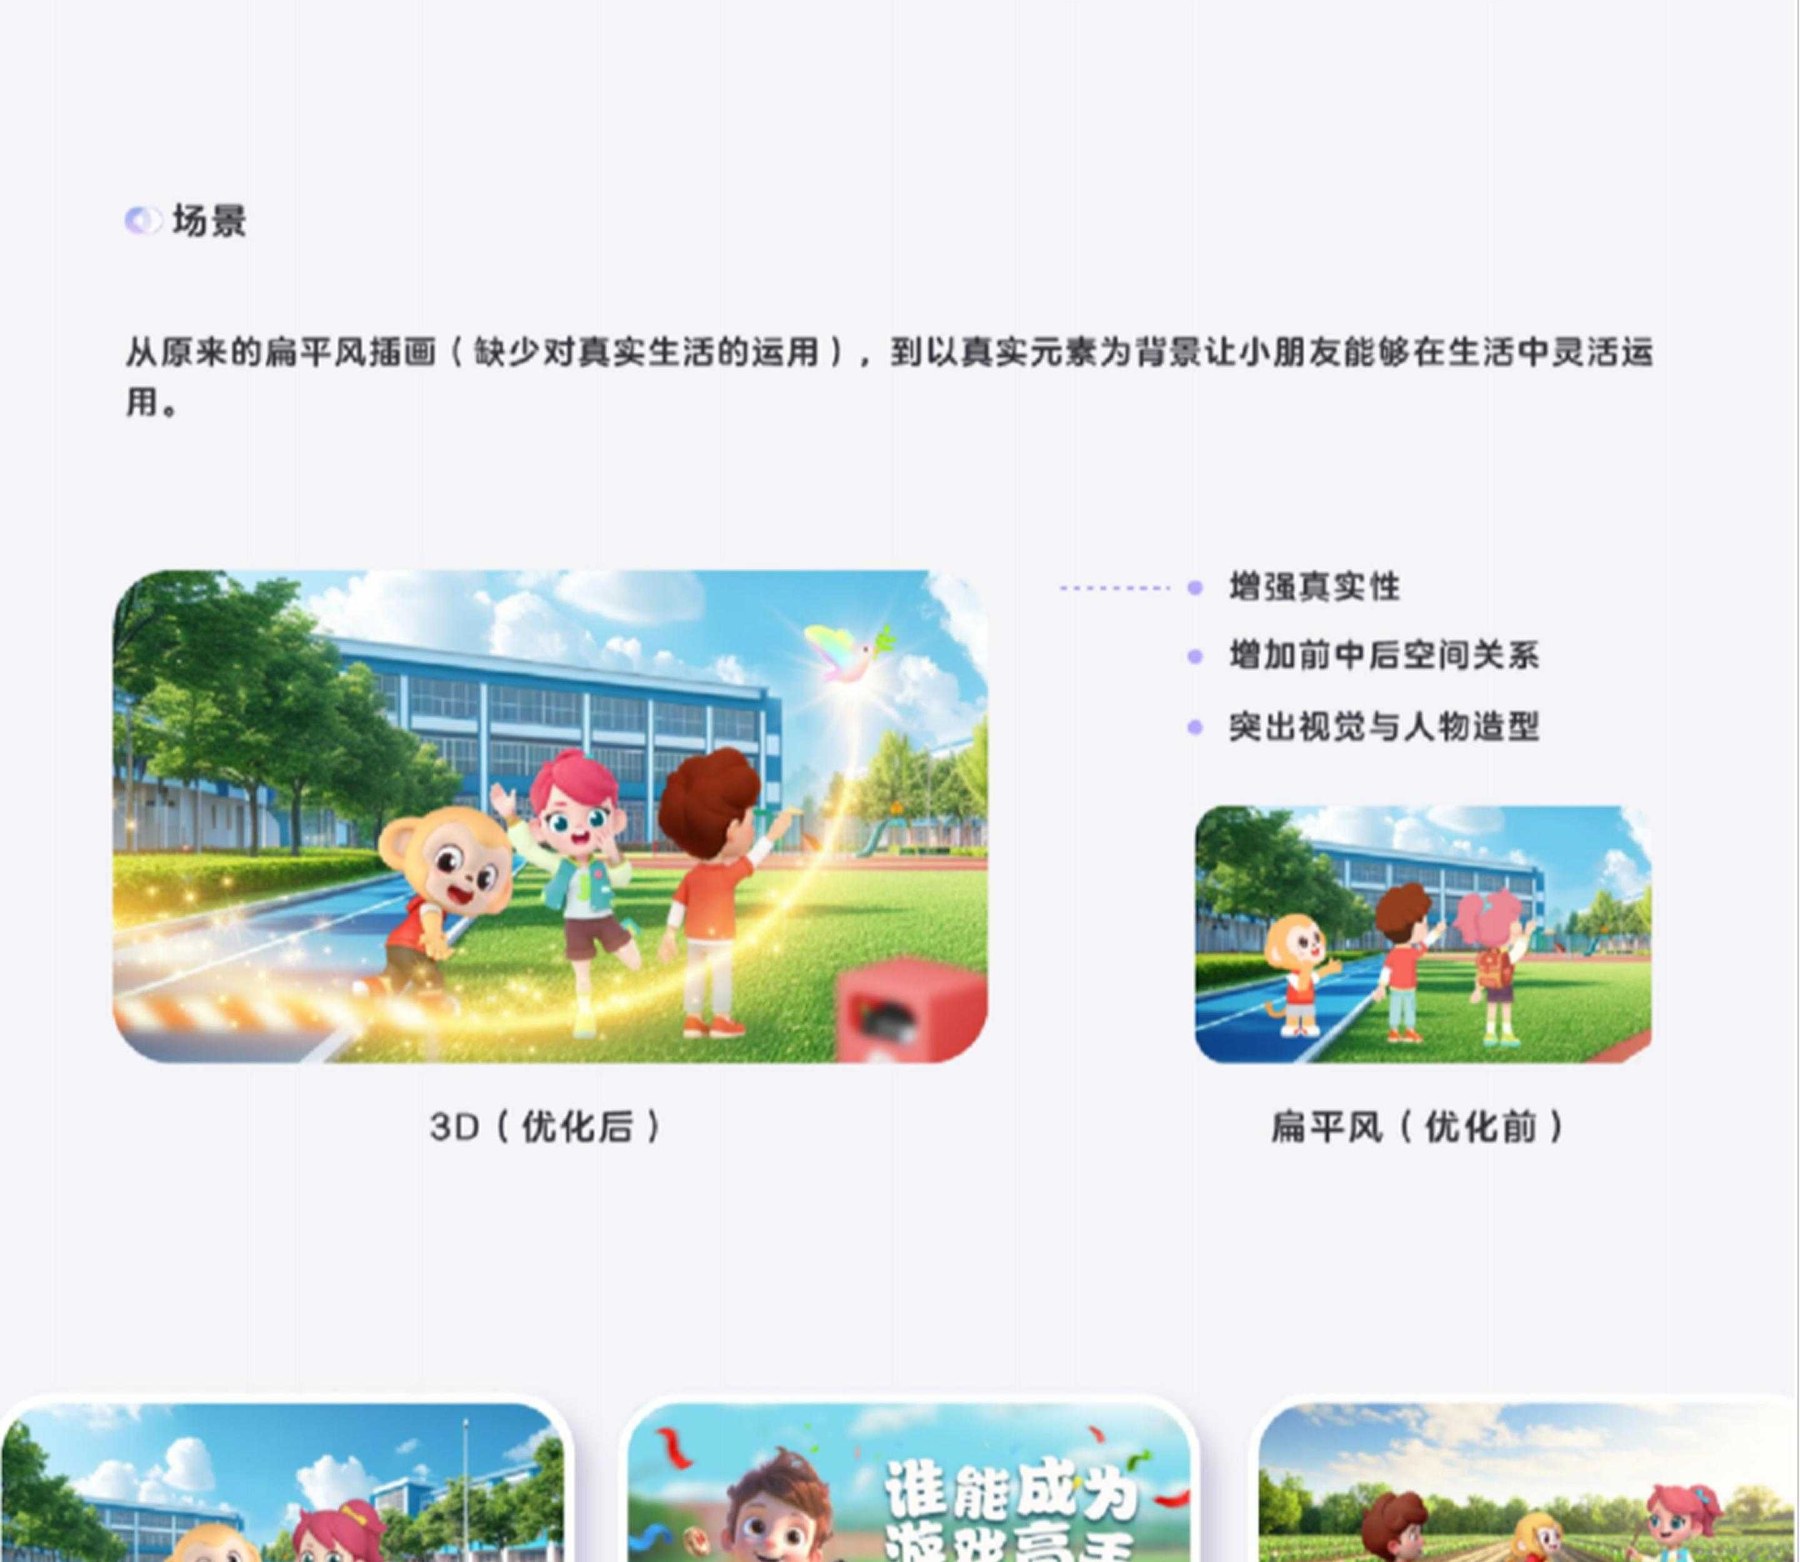 场景
从原来的扁平风插画（缺少对真实生活的运用），到以真实元素为背景让小朋友能够在生活中灵活运
用。
增强真实性
增加前中后空间关系
突出视觉与人物造型
3D（优化后）
扁平风（优化前）
谁能成为
游戏高手